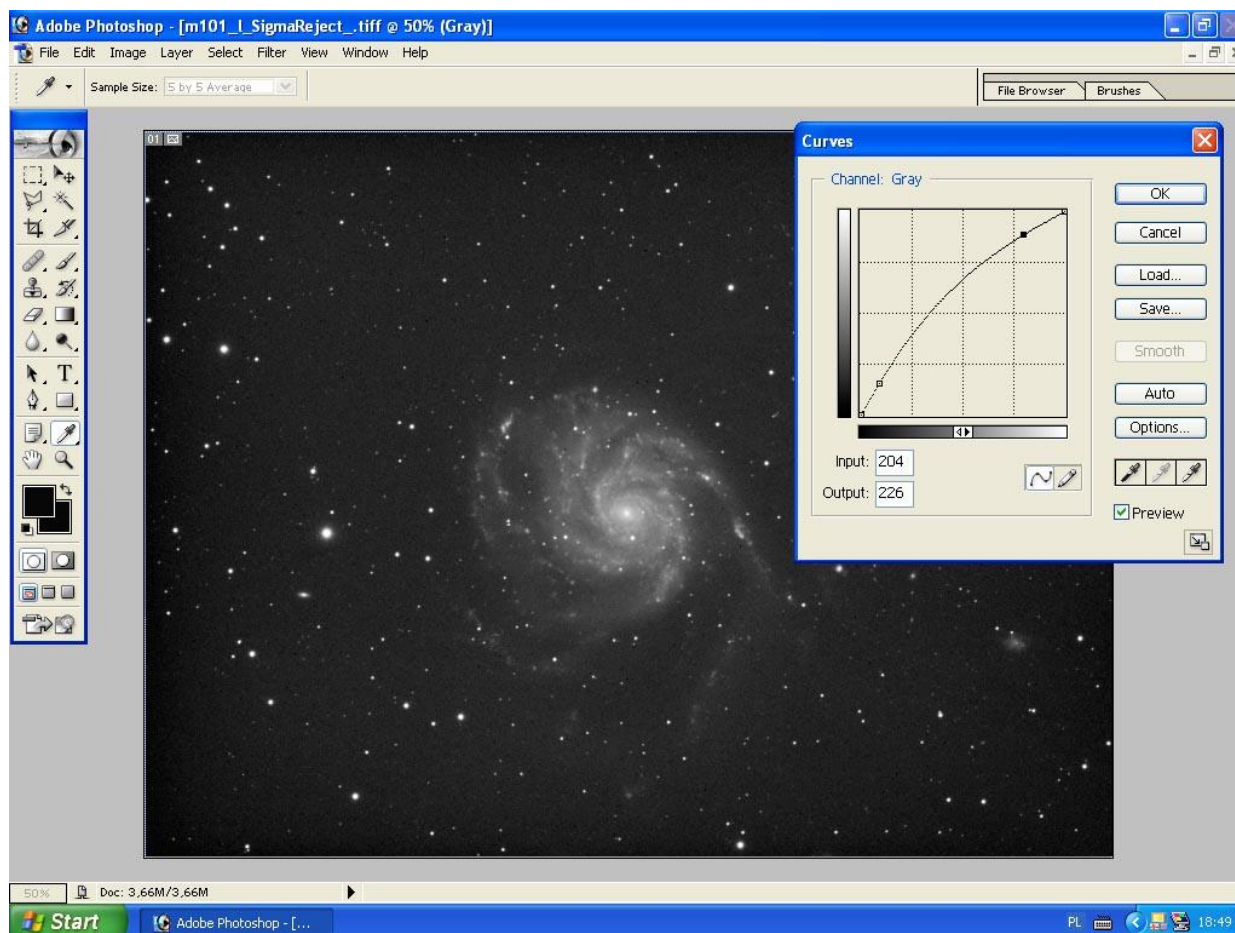 Adobe Photoshop - [m101_l_SigmaReject_.tiff @ 50% (Gray)]
File Edit Image Layer Select Filter View Window Help
Sample Size: 5 by 5 Average
File Browser Brushes
01
Curves
Channel: Gray
OK
Cancel
Load...
Save...
Smooth
Auto
Options...
Input: 204
Output: 226
Preview
50% Doc: 3,66M/3,66M
Start Adobe Photoshop - [... PL 18:49